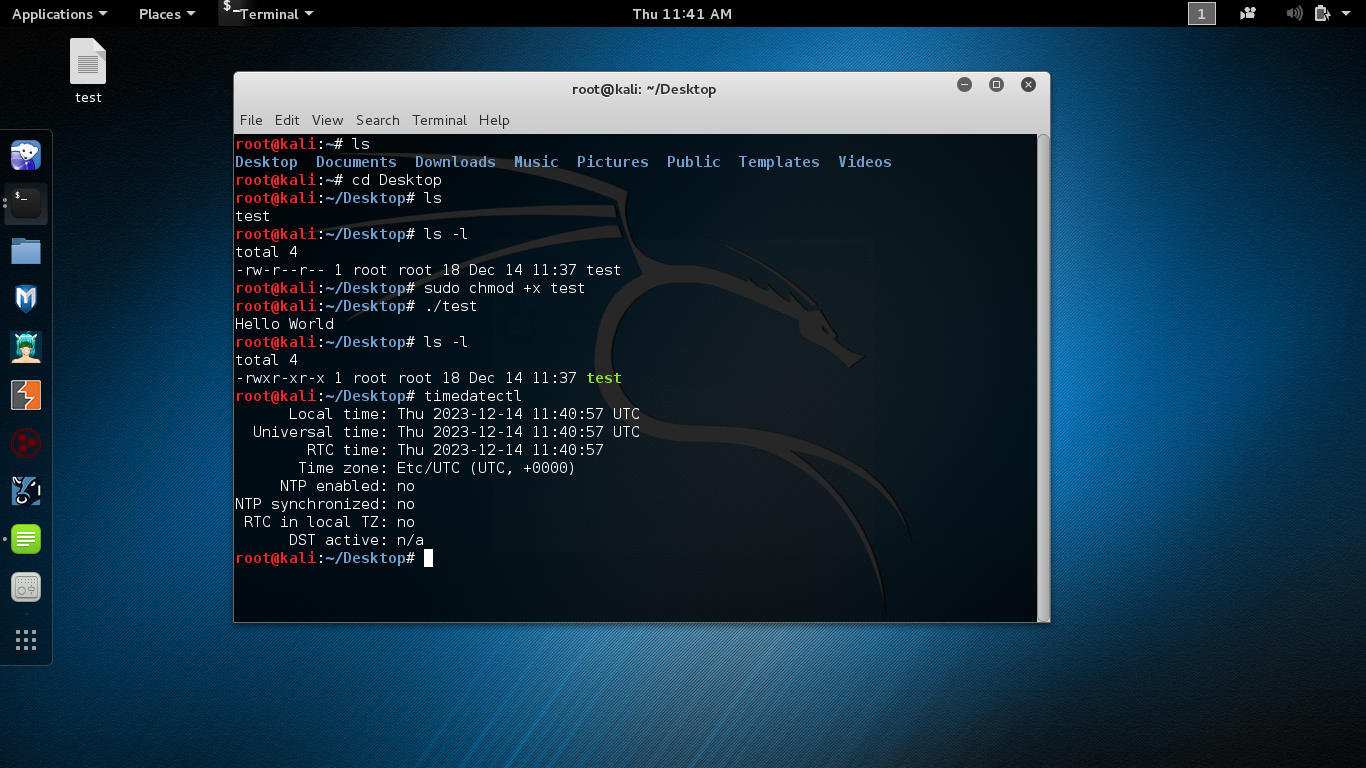 Applications Places Terminal Thu 11:41 AM 1
test
root@kali: ~/Desktop
File Edit View Search Terminal Help
root@kali:~# ls
Desktop  Documents  Downloads  Music  Pictures  Public  Templates  Videos
root@kali:~# cd Desktop
root@kali:~/Desktop# ls
test
root@kali:~/Desktop# ls -l
total 4
-rw-r--r-- 1 root root 18 Dec 14 11:37 test
root@kali:~/Desktop# sudo chmod +x test
root@kali:~/Desktop# ./test
Hello World
root@kali:~/Desktop# ls -l
total 4
-rwxr-xr-x 1 root root 18 Dec 14 11:37 test
root@kali:~/Desktop# timedatectl
      Local time: Thu 2023-12-14 11:40:57 UTC
  Universal time: Thu 2023-12-14 11:40:57 UTC
        RTC time: Thu 2023-12-14 11:40:57
       Time zone: Etc/UTC (UTC, +0000)
     NTP enabled: no
NTP synchronized: no
 RTC in local TZ: no
      DST active: n/a
root@kali:~/Desktop#